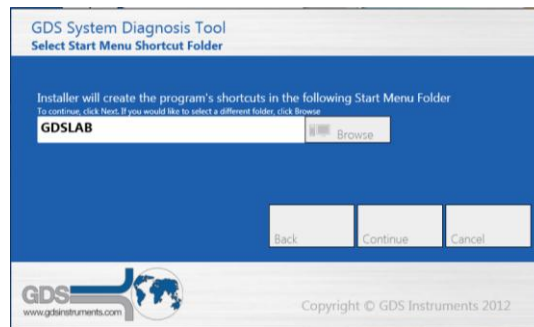 GDS System Diagnosis Tool
Select Start Menu Shortcut Folder
Installer will create the program's shortcuts in the following Start Menu Folder
To continue, click Next. If you would like to select a different folder, click Browse
GDSLAB
Browse
Back
Continue
Cancel
GDS
www.gdsinstruments.com
Copyright © GDS Instruments 2012